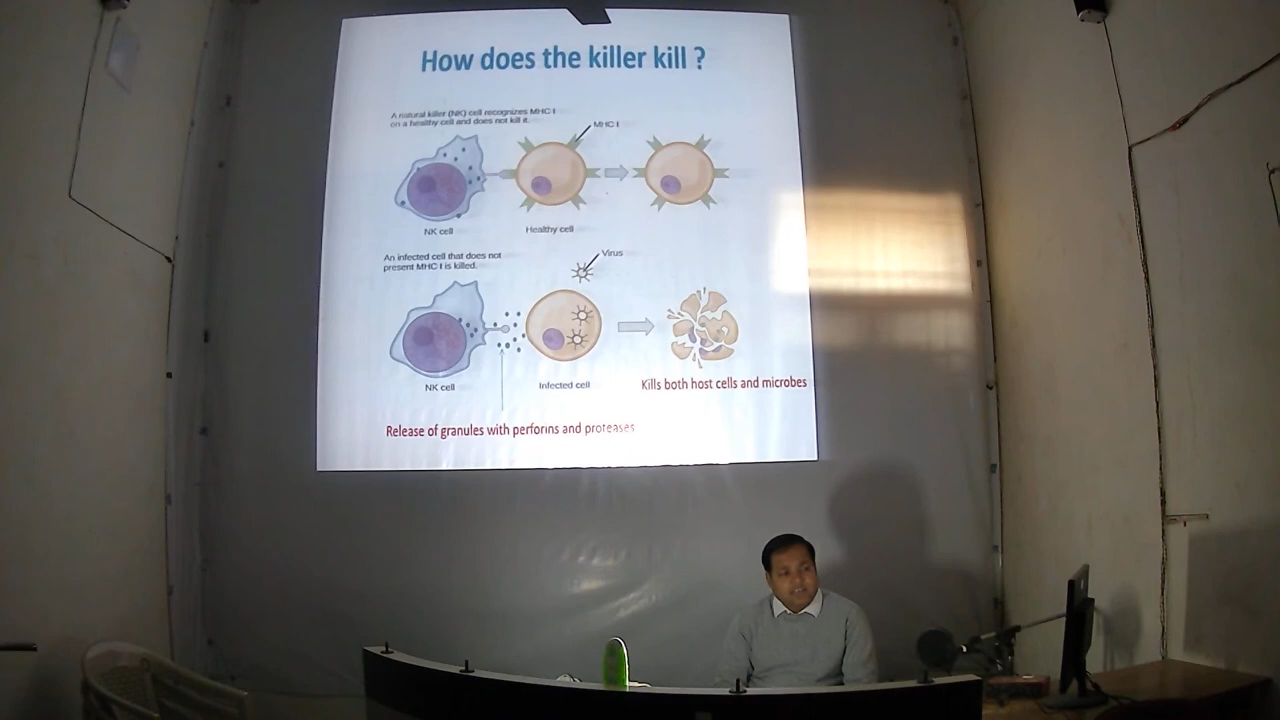 How does the killer kill ?
A natural killer (NK) cell recognizes MHC I
on a healthy cell and does not kill it.
MHC I
NK cell
Healthy cell
An infected cell that does not
present MHC I is killed.
Virus
NK cell
Infected cell
Kills both host cells and microbes
Release of granules with perforins and proteases